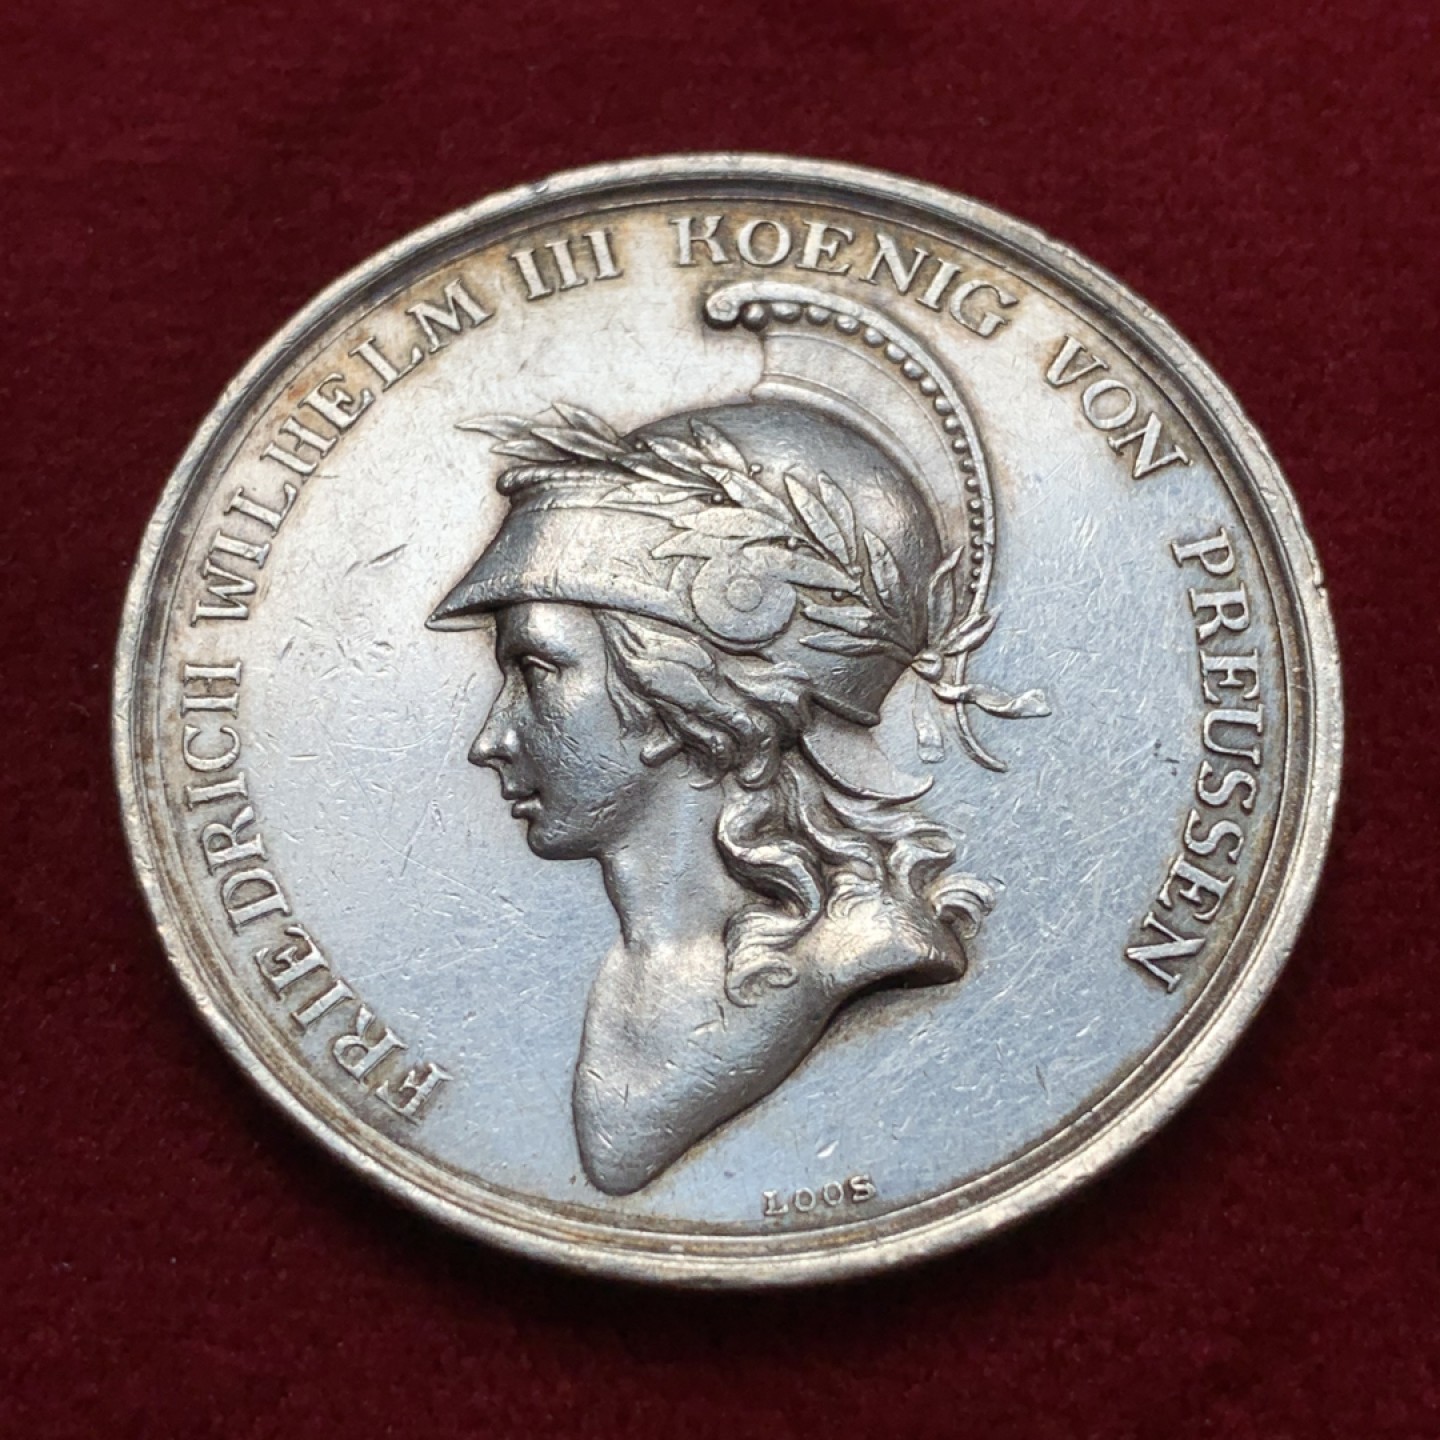 FRIEDRICH WILHELM III KOENIG VON PREUSSEN
LOOS